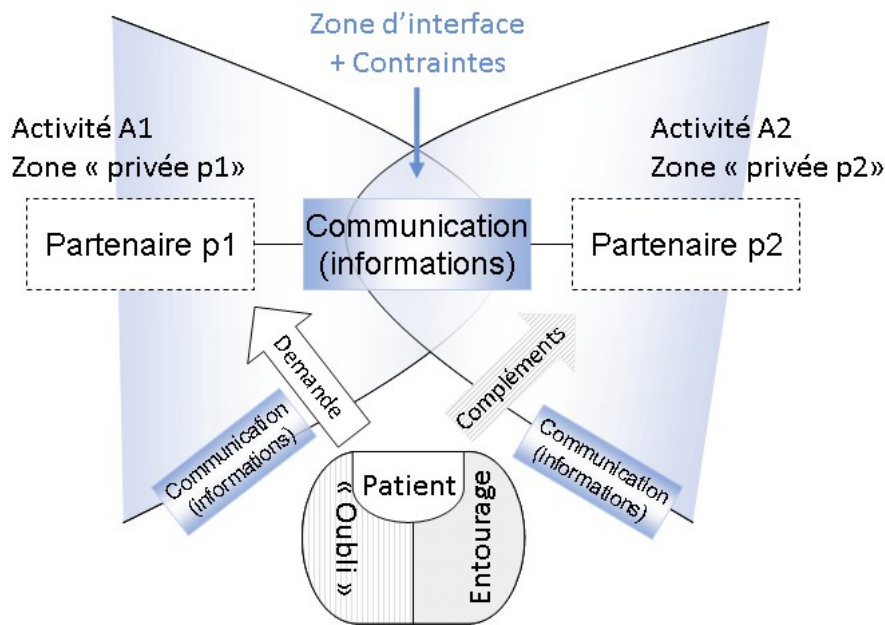 Zone d’interface
+ Contraintes
Activité A1
Zone « privée p1»
Activité A2
Zone « privée p2»
Partenaire p1
Communication
(informations)
Partenaire p2
Demande
Compléments
Communication
(informations)
Communication
(informations)
Patient
« Oubli »
Entourage